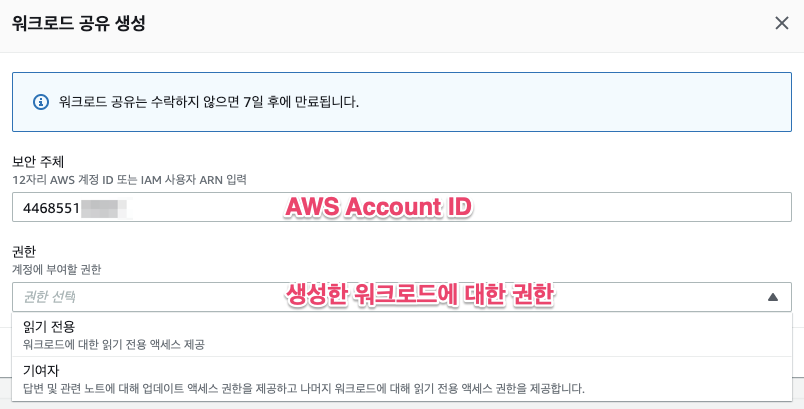 워크로드 공유 생성
워크로드 공유는 수락하지 않으면 7일 후에 만료됩니다.
보안 주체
12자리 AWS 계정 ID 또는 IAM 사용자 ARN 입력
4468551
AWS Account ID
권한
계정에 부여할 권한
권한 선택
생성한 워크로드에 대한 권한
읽기 전용
워크로드에 대한 읽기 전용 액세스 제공
기여자
답변 및 관련 노트에 대해 업데이트 액세스 권한을 제공하고 나머지 워크로드에 대해 읽기 전용 액세스 권한을 제공합니다.